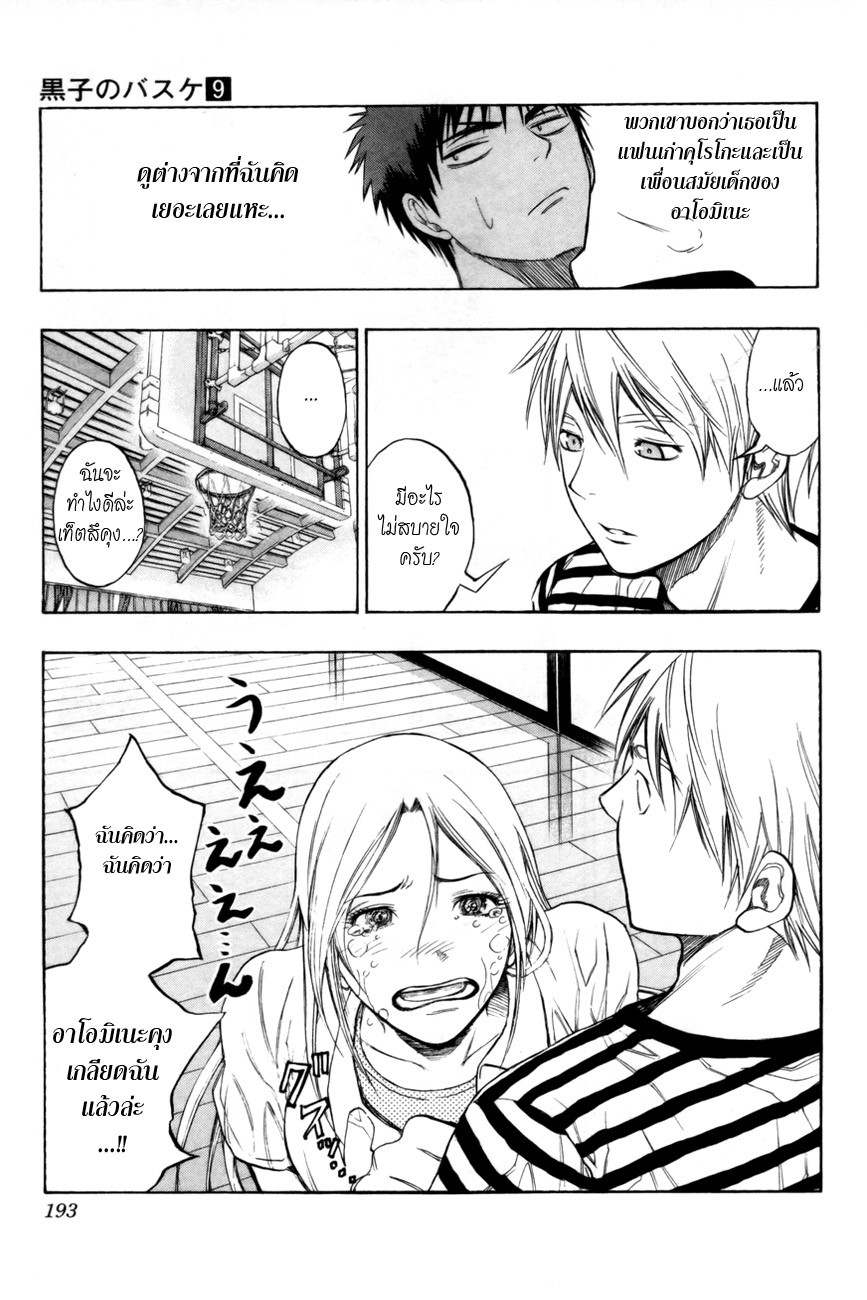 黒子のバスケ 9
พวกเขาบอกว่าเธอเป็น
แฟนเก่าคุโรโกะและเป็น
เพื่อนสมัยเด็กของ
อาโอมิเนะ
ดูต่างจากที่ฉันคิด
เยอะเลยแหะ...
...แล้ว
มีอะไร
ไม่สบายใจ
ครับ?
...
ฉันจะ
ทำไงดีล่ะ
เท็ตสึคุง...?
うえええええ…ん
ฉันคิดว่า...
ฉันคิดว่า
อาโอมิเนะคุง
เกลียดฉัน
แล้วล่ะ
...!!
グズッ
193